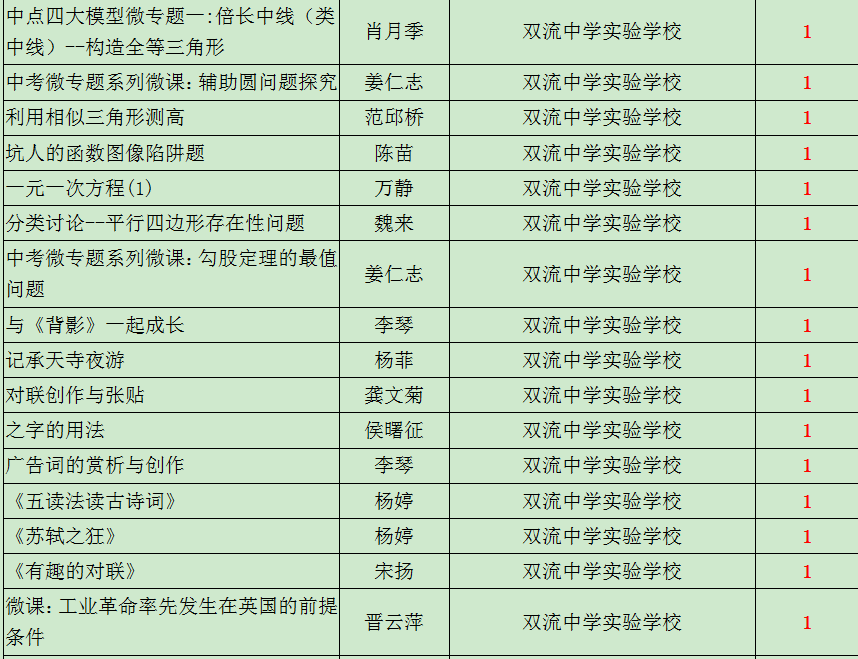 中点四大模型微专题一:倍长中线（类
中线）--构造全等三角形 肖月季 双流中学实验学校 1
中考微专题系列微课：辅助圆问题探究 姜仁志 双流中学实验学校 1
利用相似三角形测高 范邱桥 双流中学实验学校 1
坑人的函数图像陷阱题 陈苗 双流中学实验学校 1
一元一次方程(1) 万静 双流中学实验学校 1
分类讨论--平行四边形存在性问题 魏来 双流中学实验学校 1
中考微专题系列微课：勾股定理的最值
问题 姜仁志 双流中学实验学校 1
与《背影》一起成长 李琴 双流中学实验学校 1
记承天寺夜游 杨菲 双流中学实验学校 1
对联创作与张贴 龚文菊 双流中学实验学校 1
之字的用法 侯曙征 双流中学实验学校 1
广告词的赏析与创作 李琴 双流中学实验学校 1
《五读法读古诗词》 杨婷 双流中学实验学校 1
《苏轼之狂》 杨婷 双流中学实验学校 1
《有趣的对联》 宋扬 双流中学实验学校 1
微课：工业革命率先发生在英国的前提
条件 晋云萍 双流中学实验学校 1